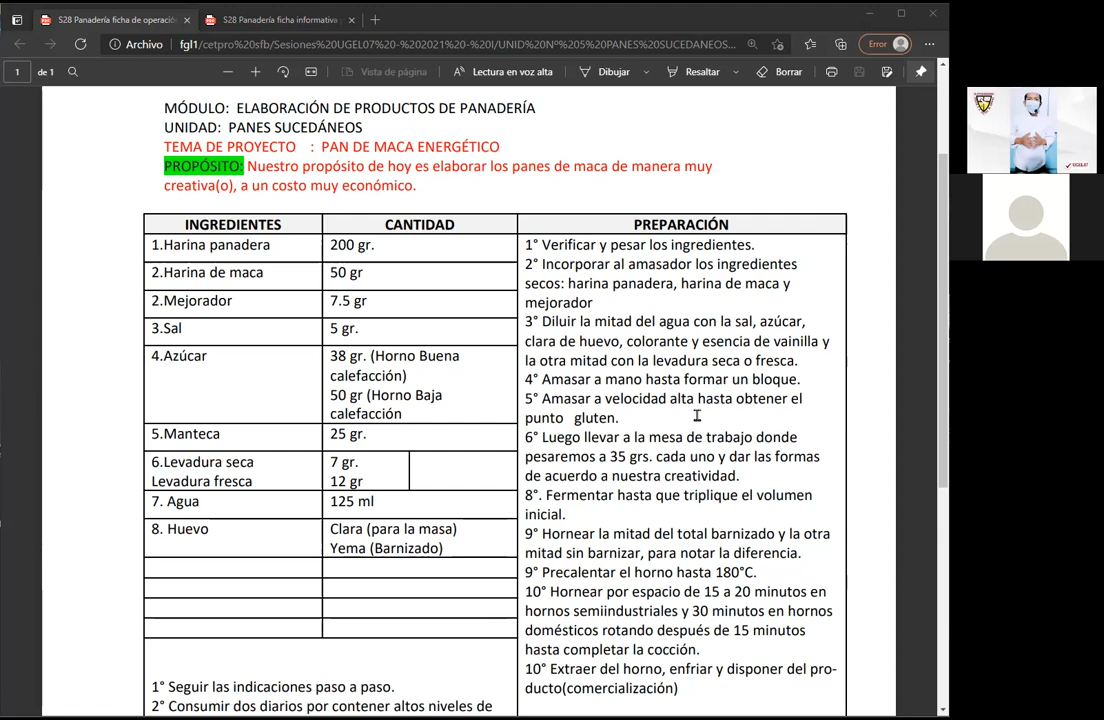 S28 Panadería ficha de operació
S28 Panadería ficha informativa
Archivo
fgl1/cetpro%20sfb/Sesiones%20UGEL07%20-%202021%20-%20I/UNID%20Nº%205%20PANES%20SUCEDANEOS...
Error
1
de 1
Vista de página
Lectura en voz alta
Dibujar
Resaltar
Borrar
MÓDULO: ELABORACIÓN DE PRODUCTOS DE PANADERÍA
UNIDAD: PANES SUCEDÁNEOS
TEMA DE PROYECTO : PAN DE MACA ENERGÉTICO
PROPÓSITO: Nuestro propósito de hoy es elaborar los panes de maca de manera muy
creativa(o), a un costo muy económico.
INGREDIENTES CANTIDAD PREPARACIÓN
1.Harina panadera 200 gr.
2.Harina de maca 50 gr
2.Mejorador 7.5 gr
3.Sal 5 gr.
4.Azúcar 38 gr. (Horno Buena
calefacción)
50 gr (Horno Baja
calefacción
5.Manteca 25 gr.
6.Levadura seca 7 gr.
Levadura fresca 12 gr
7. Agua 125 ml
8. Huevo Clara (para la masa)
Yema (Barnizado)
1° Verificar y pesar los ingredientes.
2° Incorporar al amasador los ingredientes
secos: harina panadera, harina de maca y
mejorador
3° Diluir la mitad del agua con la sal, azúcar,
clara de huevo, colorante y esencia de vainilla y
la otra mitad con la levadura seca o fresca.
4° Amasar a mano hasta formar un bloque.
5° Amasar a velocidad alta hasta obtener el
punto gluten.
6° Luego llevar a la mesa de trabajo donde
pesaremos a 35 grs. cada uno y dar las formas
de acuerdo a nuestra creatividad.
8°. Fermentar hasta que triplique el volumen
inicial.
9° Hornear la mitad del total barnizado y la otra
mitad sin barnizar, para notar la diferencia.
9° Precalentar el horno hasta 180°C.
10° Hornear por espacio de 15 a 20 minutos en
hornos semiindustriales y 30 minutos en hornos
domésticos rotando después de 15 minutos
hasta completar la cocción.
10° Extraer del horno, enfriar y disponer del pro-
ducto(comercialización)
1° Seguir las indicaciones paso a paso.
2° Consumir dos diarios por contener altos niveles de